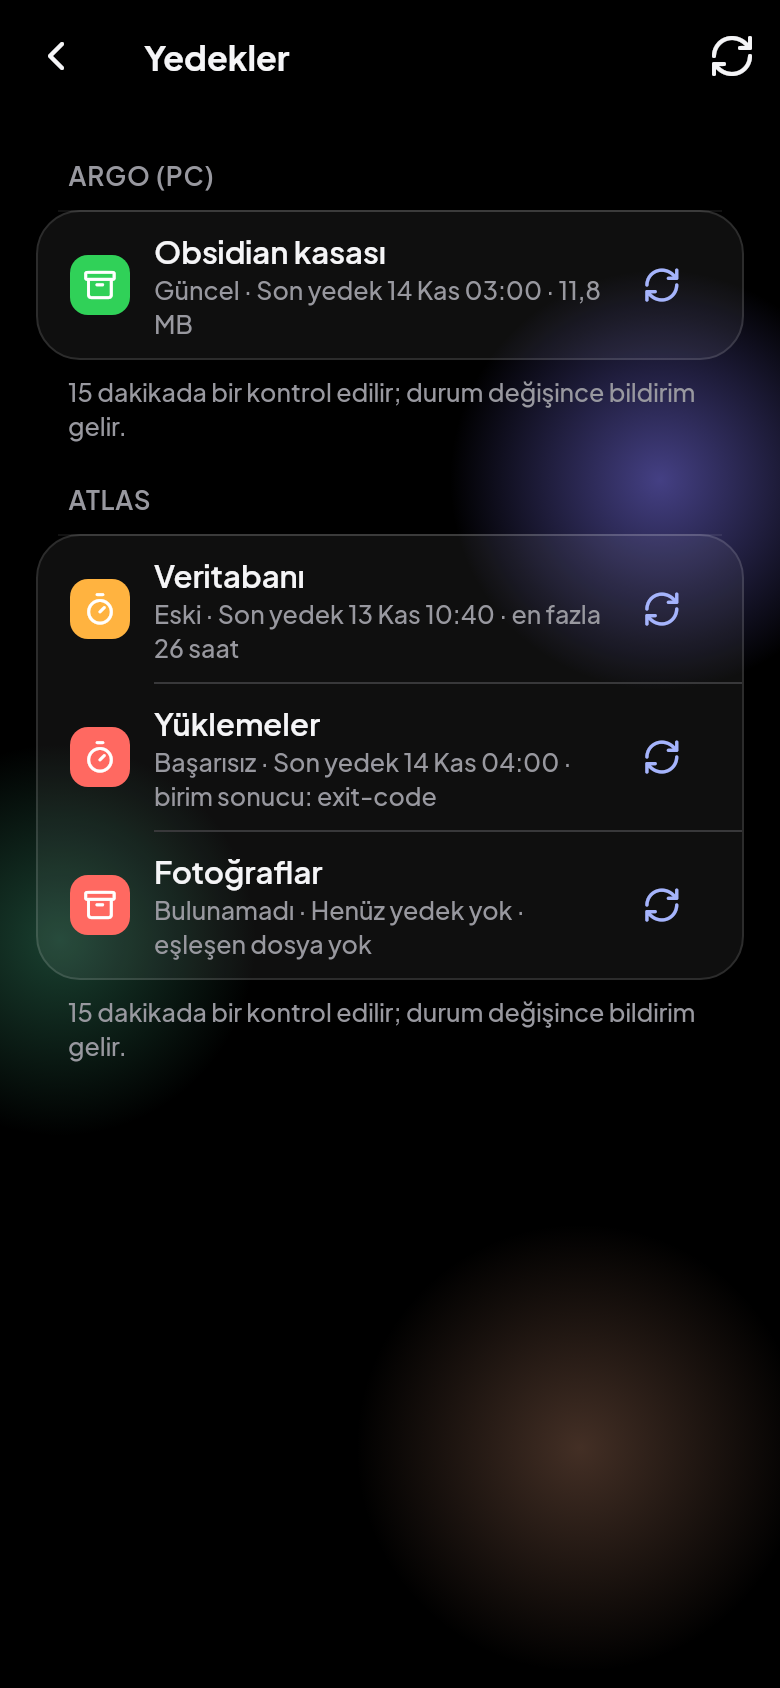 Yedekler
ARGO (PC)
Obsidian kasası
Güncel · Son yedek 14 Kas 03:00 · 11,8
MB
15 dakikada bir kontrol edilir; durum değişince bildirim
gelir.
ATLAS
Veritabanı
Eski · Son yedek 13 Kas 10:40 · en fazla
26 saat
Yüklemeler
Başarısız · Son yedek 14 Kas 04:00 ·
birim sonucu: exit-code
Fotoğraflar
Bulunamadı · Henüz yedek yok ·
eşleşen dosya yok
15 dakikada bir kontrol edilir; durum değişince bildirim
gelir.